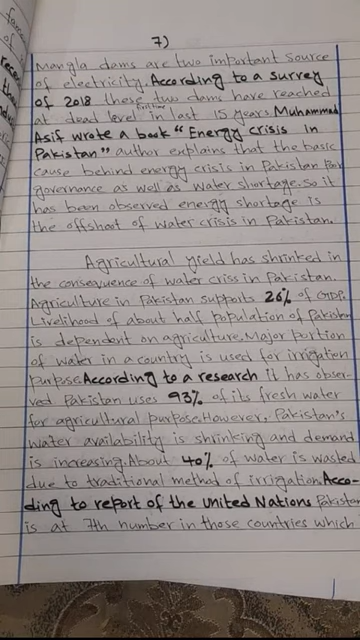 7)
Mangla dams are two important source
of electricity. According to a survey
of 2018 these two dams have reached
at dead level in last 15 years Muhammad
Asif wrote a book "Energy crisis in
Pakistan" author explains that the basic
cause behind energy crisis in Pakistan
governance as well as water shortage. So it
has been observed energy shortage is
the offshoot of water crisis in Pakistan.
Agricultural yield has shrinked in
the consequence of water criss in Pakistan.
Agriculture in Pakistan supports 26% of GDP.
Livelihood of about half population of Pakistan
is dependent on agriculture. Major portion
of water in a country is used for irrigation
purpose. According to a research it has obser-
ved Pakistan uses 93% of its fresh water
for agricultural purpose. However, Pakistan's
water availability is shrinking and demand
is increasing. About 40% of water is wasted
due to traditional method of irrigation. Acco-
ding to report of the united Nations Pakistan
is at 7th number in those countries which